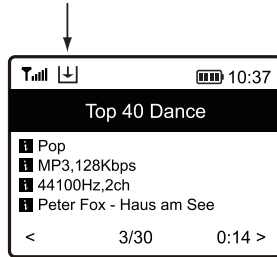 10:37
Top 40 Dance
i Pop
i MP3,128Kbps
i 44100Hz,2ch
i Peter Fox - Haus am See
< 3/30 0:14 >